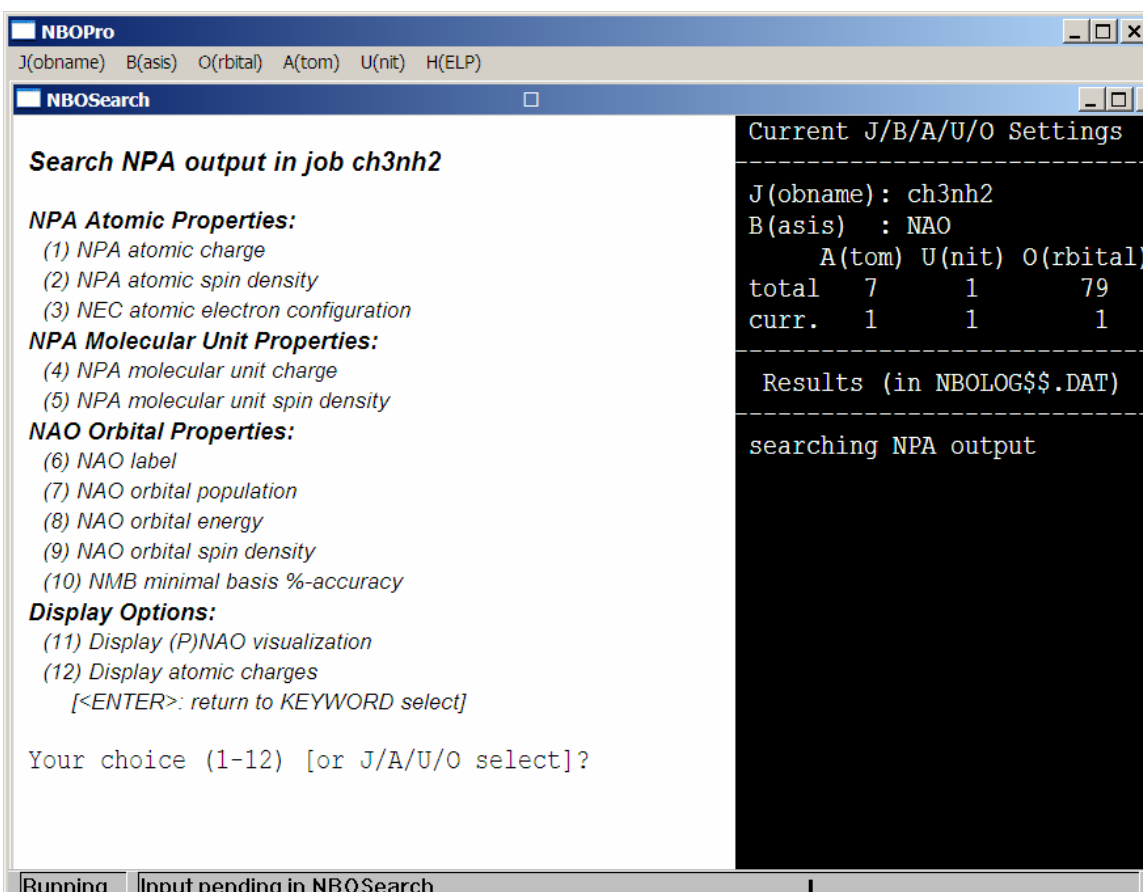 NBOPro
J(obname) B(asis) O(rbital) A(tom) U(nit) H(ELP)
NBOSearch
Search NPA output in job ch3nh2
NPA Atomic Properties:
(1) NPA atomic charge
(2) NPA atomic spin density
(3) NEC atomic electron configuration
NPA Molecular Unit Properties:
(4) NPA molecular unit charge
(5) NPA molecular unit spin density
NAO Orbital Properties:
(6) NAO label
(7) NAO orbital population
(8) NAO orbital energy
(9) NAO orbital spin density
(10) NMB minimal basis %-accuracy
Display Options:
(11) Display (P)NAO visualization
(12) Display atomic charges
[<ENTER>: return to KEYWORD select]
Your choice (1-12) [or J/A/U/O select]?
Current J/B/A/U/O Settings
----------------------------
J(obname): ch3nh2
B(asis) : NAO
A(tom) U(nit) O(rbital)
total 7 1 79
curr. 1 1 1
----------------------------
Results (in NBOLOG$$.DAT)
----------------------------
searching NPA output
Running Input pending in NBOSearch